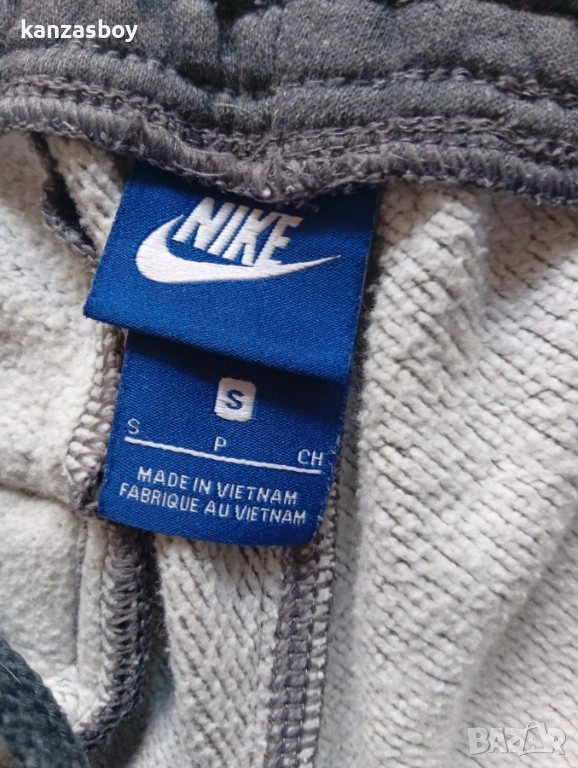 kanzasboy
NIKE
S
S P CH
MADE IN VIETNAM
FABRIQUE AU VIETNAM
BAZAR